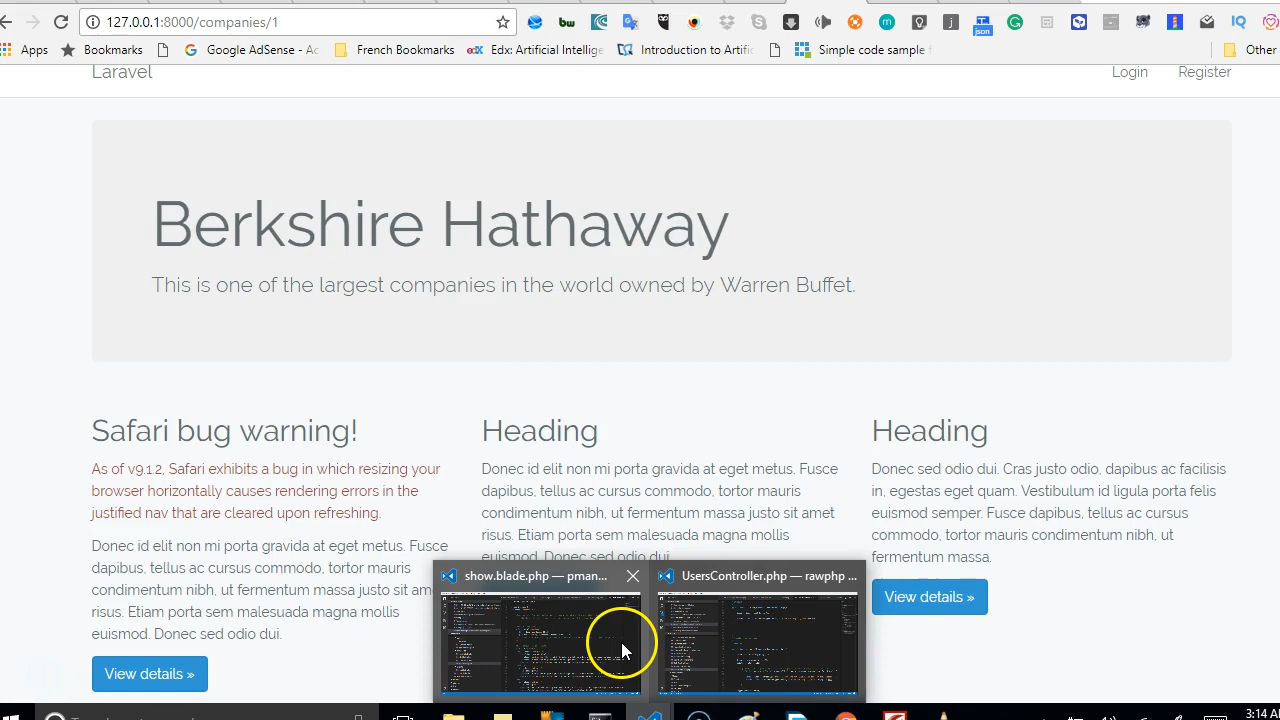 127.0.0.1:8000/companies/1
Apps Bookmarks Google AdSense - Ac French Bookmarks Edx: Artificial Intellige Introduction to Artific Simple code sample f Other
json
Laravel Login Register
Berkshire Hathaway
This is one of the largest companies in the world owned by Warren Buffet.
Safari bug warning!
As of v9.1.2, Safari exhibits a bug in which resizing your
browser horizontally causes rendering errors in the
justified nav that are cleared upon refreshing.
Donec id elit non mi porta gravida at eget metus. Fusce
dapibus, tellus ac cursus commodo, tortor mauris
condimentum nibh, ut fermentum massa justo sit am
risus. Etiam porta sem malesuada magna mollis
euismod. Donec sed odio dui.
View details »
Heading
Donec id elit non mi porta gravida at eget metus. Fusce
dapibus, tellus ac cursus commodo, tortor mauris
condimentum nibh, ut fermentum massa justo sit amet
risus. Etiam porta sem malesuada magna mollis
euismod. Donec sed odio dui.
Heading
Donec sed odio dui. Cras justo odio, dapibus ac facilisis
in, egestas eget quam. Vestibulum id ligula porta felis
euismod semper. Fusce dapibus, tellus ac cursus
commodo, tortor mauris condimentum nibh, ut
fermentum massa.
View details »
show.blade.php — pman...
UsersController.php — rawphp ...
3:14 A